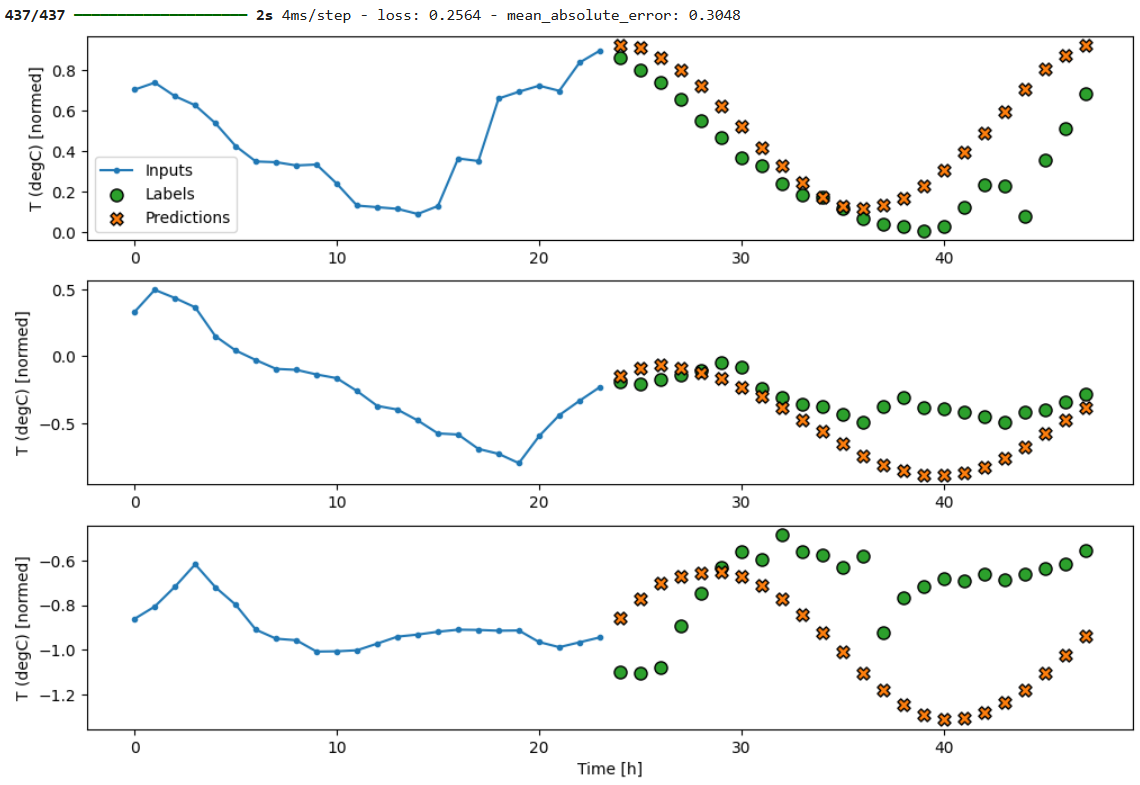 437/437 ━━━━━━━━━━━━━━━━━━━━ 2s 4ms/step - loss: 0.2564 - mean_absolute_error: 0.3048
T (degC) [normed]
0.8
0.6
0.4
0.2
0.0
Inputs
Labels
Predictions
0 10 20 30 40
T (degC) [normed]
0.5
0.0
−0.5
0 10 20 30 40
T (degC) [normed]
−0.6
−0.8
−1.0
−1.2
0 10 20 30 40
Time [h]